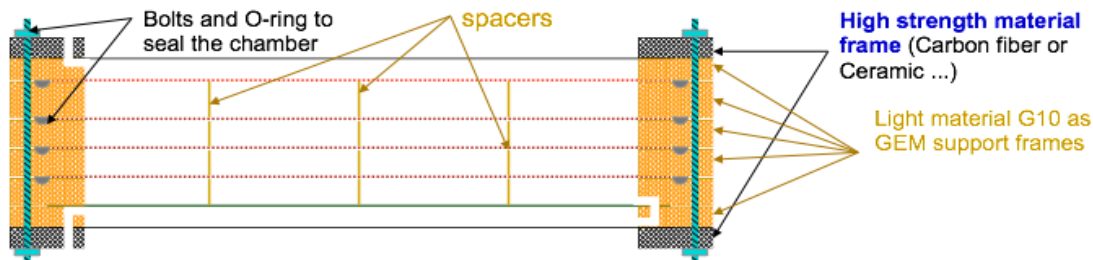 Bolts and O-ring to
seal the chamber
spacers
High strength material
frame (Carbon fiber or
Ceramic ...)
Light material G10 as
GEM support frames